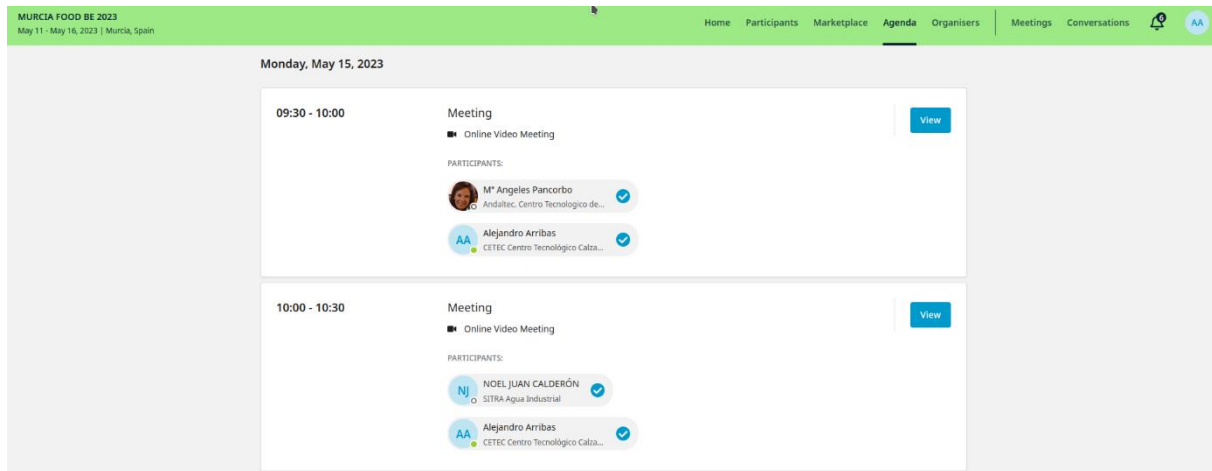 MURCIA FOOD BE 2023
May 11 - May 16, 2023 | Murcia, Spain
Home Participants Marketplace Agenda Organisers Meetings Conversations 6 AA
Monday, May 15, 2023
09:30 - 10:00 Meeting View
Online Video Meeting
PARTICIPANTS:
Mª Angeles Pancorbo
Andaltec. Centro Tecnologico de...
AA Alejandro Arribas
CETEC Centro Tecnológico Calza...
10:00 - 10:30 Meeting View
Online Video Meeting
PARTICIPANTS:
NJ NOEL JUAN CALDERÓN
SITRA Agua Industrial
AA Alejandro Arribas
CETEC Centro Tecnológico Calza...